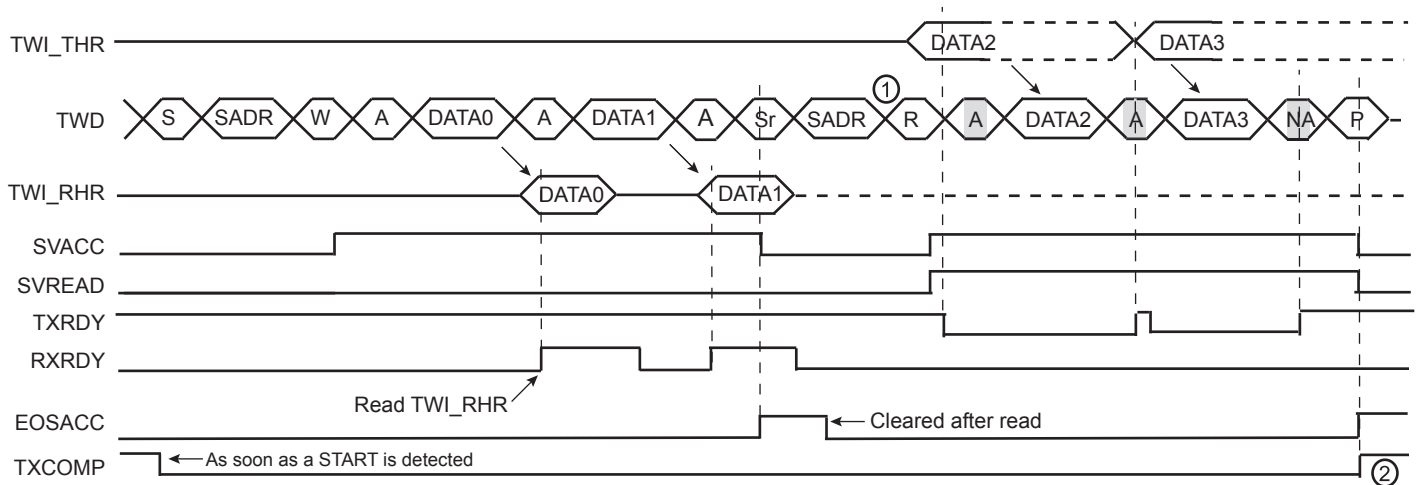 TWI_THR DATA2 DATA3
①
TWD S SADR W A DATA0 A DATA1 A Sr SADR R A DATA2 A DATA3 NA P
TWI_RHR DATA0 DATA1
SVACC
SVREAD
TXRDY
RXRDY
Read TWI_RHR
EOSACC Cleared after read
TXCOMP As soon as a START is detected ②